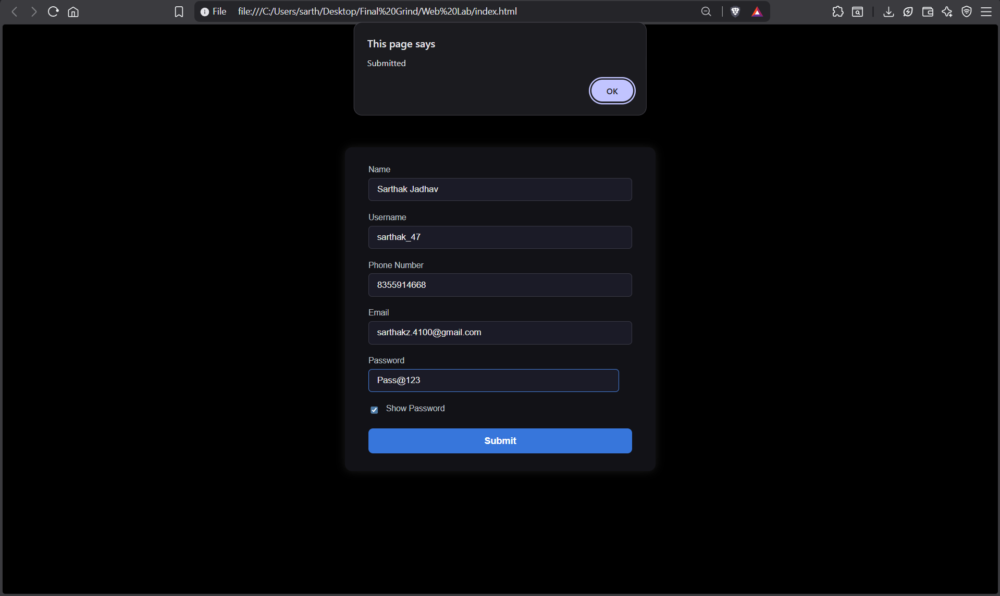 File file:///C:/Users/sarth/Desktop/Final%20Grind/Web%20Lab/index.html
This page says
Submitted
OK
Name
Sarthak Jadhav
Username
sarthak_47
Phone Number
8355914668
Email
sarthakz.4100@gmail.com
Password
Pass@123
Show Password
Submit